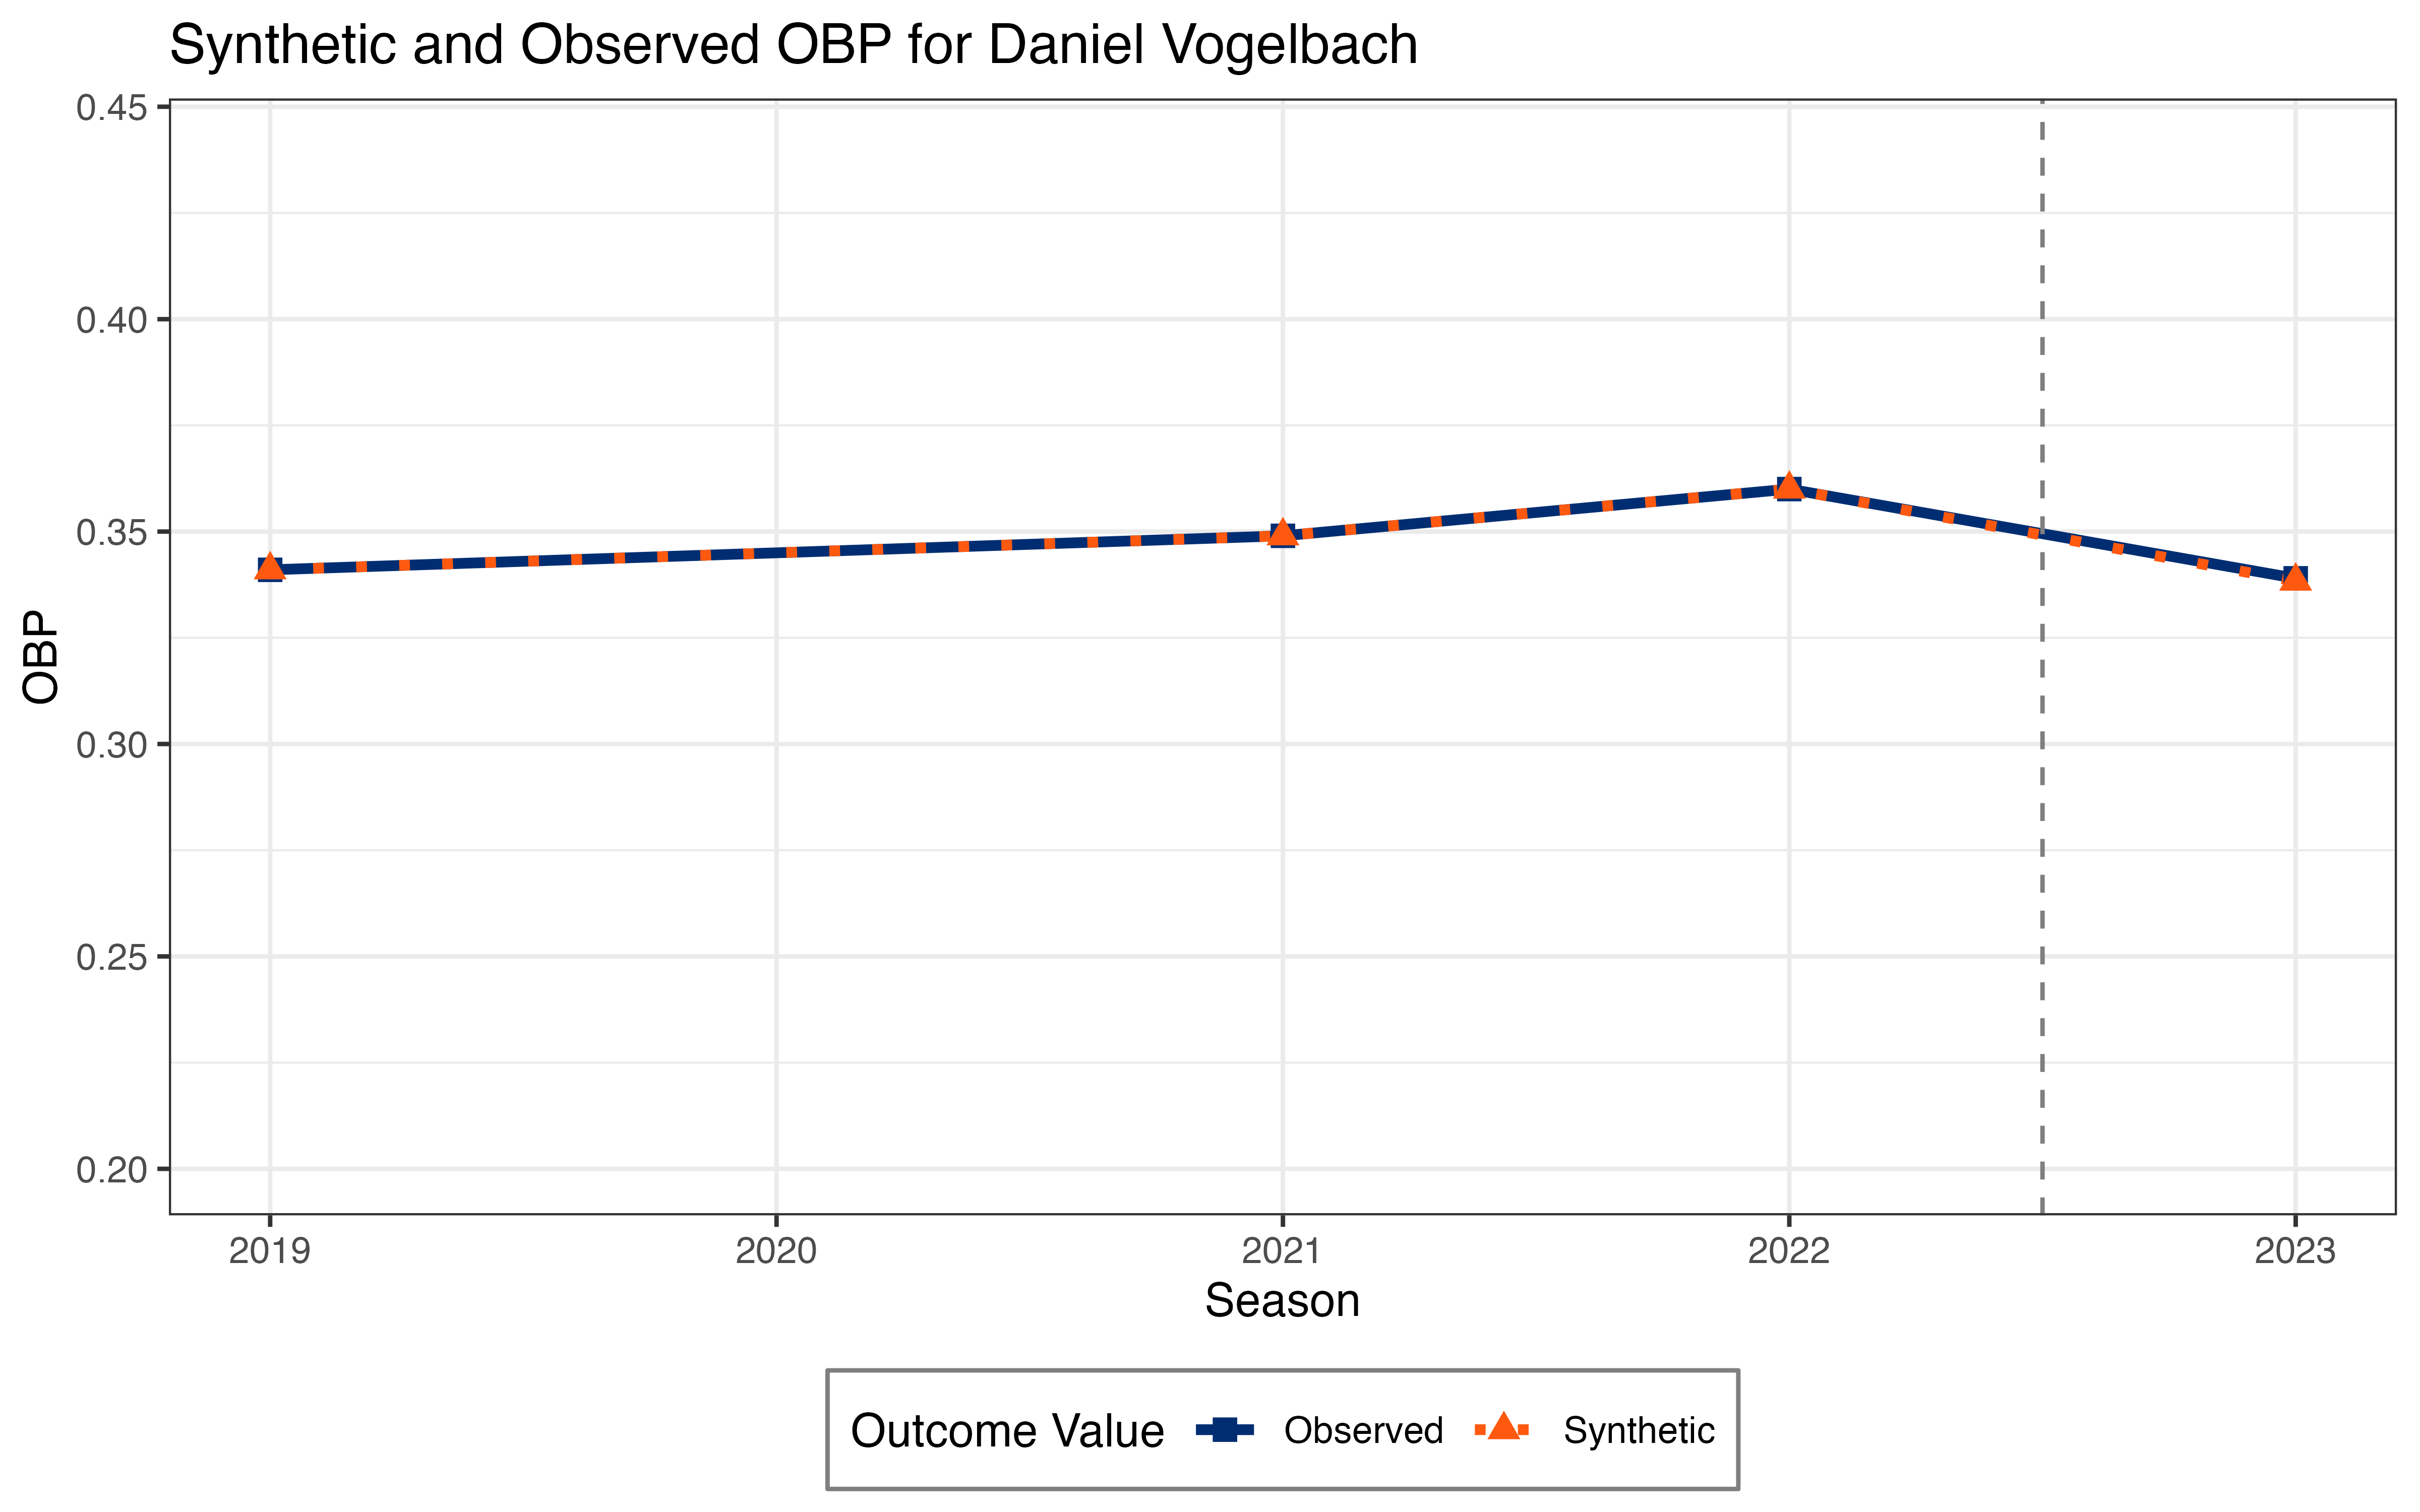 Synthetic and Observed OBP for Daniel Vogelbach
0.45
0.40
0.35
0.30
0.25
0.20
OBP
2019 2020 2021 2022 2023
Season
Outcome Value Observed Synthetic